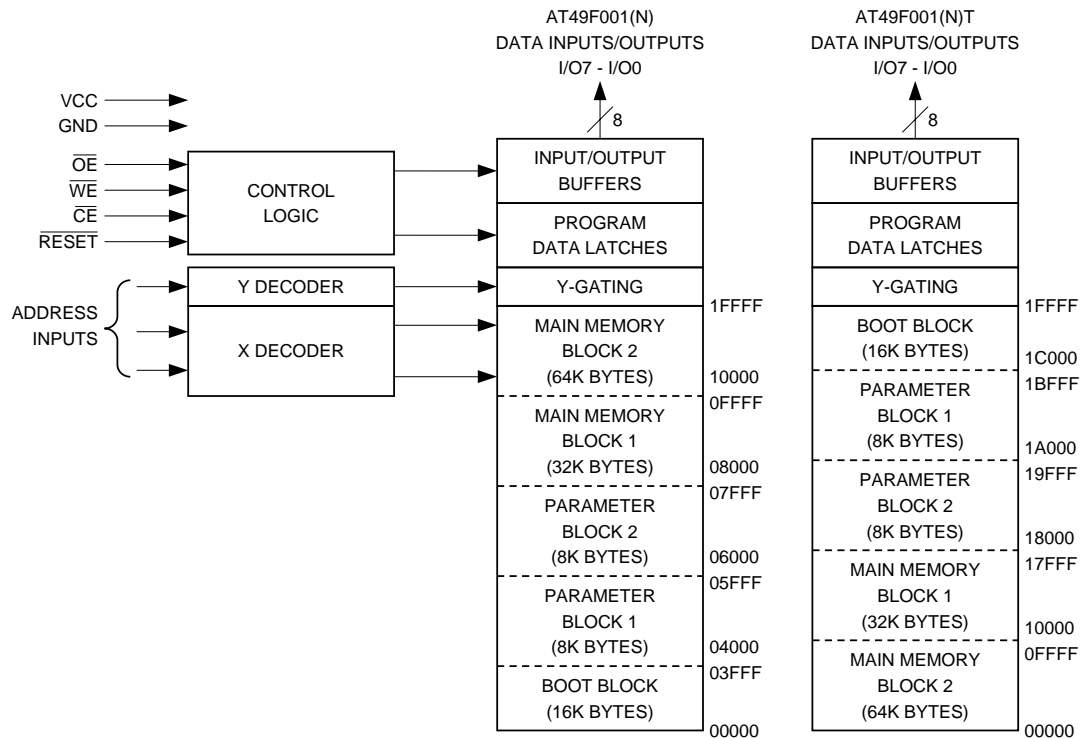 AT49F001(N)
DATA INPUTS/OUTPUTS
I/O7 - I/O0
8
AT49F001(N)T
DATA INPUTS/OUTPUTS
I/O7 - I/O0
8
VCC
GND
OE
WE
CE
RESET
CONTROL
LOGIC
ADDRESS
INPUTS
Y DECODER
X DECODER
INPUT/OUTPUT
BUFFERS
PROGRAM
DATA LATCHES
Y-GATING
1FFFF
MAIN MEMORY
BLOCK 2
(64K BYTES)
10000
0FFFF
MAIN MEMORY
BLOCK 1
(32K BYTES)
08000
07FFF
PARAMETER
BLOCK 2
(8K BYTES)
06000
05FFF
PARAMETER
BLOCK 1
(8K BYTES)
04000
03FFF
BOOT BLOCK
(16K BYTES)
00000
INPUT/OUTPUT
BUFFERS
PROGRAM
DATA LATCHES
Y-GATING
1FFFF
BOOT BLOCK
(16K BYTES)
1C000
1BFFF
PARAMETER
BLOCK 1
(8K BYTES)
1A000
19FFF
PARAMETER
BLOCK 2
(8K BYTES)
18000
17FFF
MAIN MEMORY
BLOCK 1
(32K BYTES)
10000
0FFFF
MAIN MEMORY
BLOCK 2
(64K BYTES)
00000